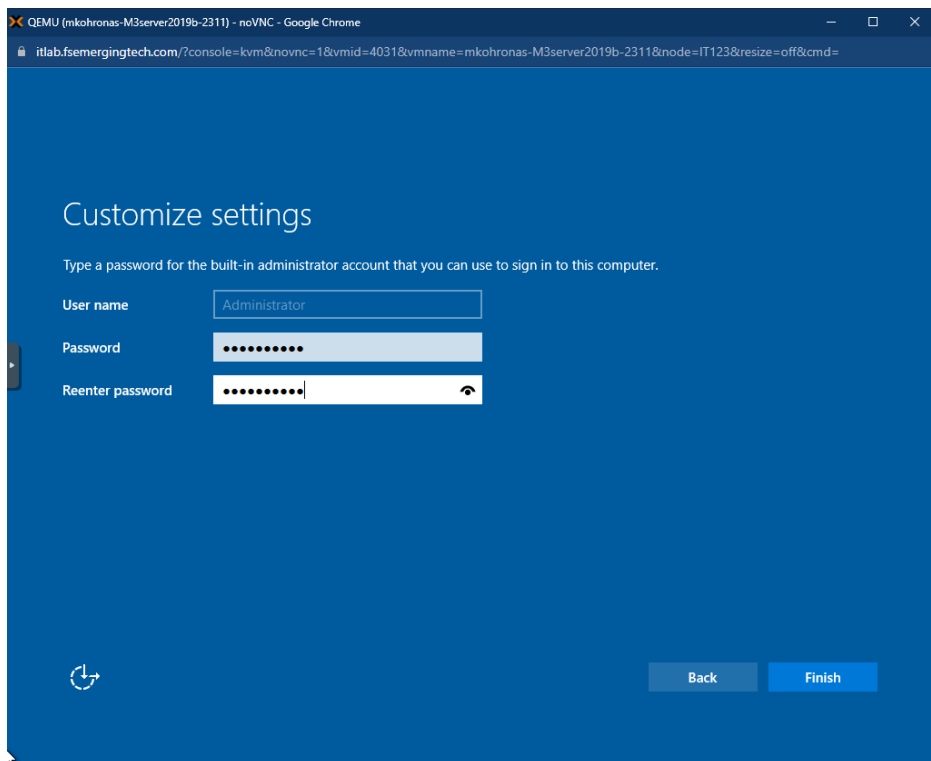 QEMU (mkohronas-M3server2019b-2311) - noVNC - Google Chrome
itlab.fsemergingtech.com/?console=kvm&novnc=1&vmid=4031&vmname=mkohronas-M3server2019b-2311&node=IT123&resize=off&cmd=
Customize settings
Type a password for the built-in administrator account that you can use to sign in to this computer.
User name Administrator
Password ••••••••••
Reenter password ••••••••••
Back Finish